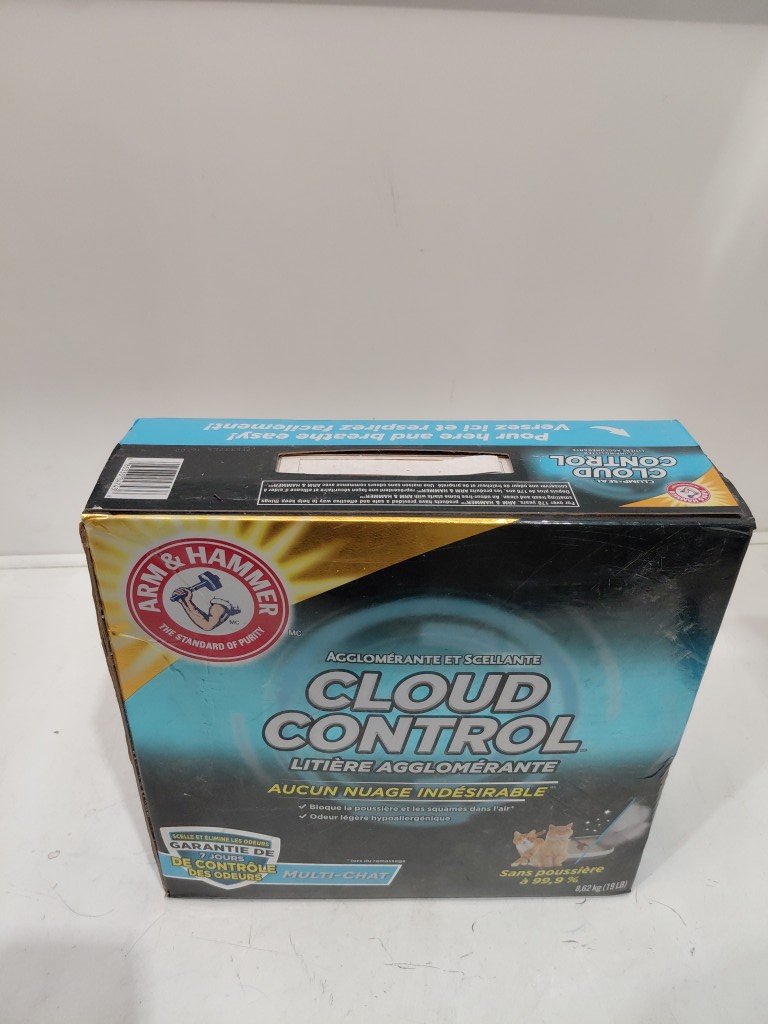 Pour here and breathe easy!
Versez ici et respirez facilement!
CLOUD
CONTROL
ARM & HAMMER
THE STANDARD OF PURITY
MC
MC
AGGLOMÉRANTE ET SCELLANTE
CLOUD
CONTROL
LITIÈRE AGGLOMÉRANTE
AUCUN NUAGE INDÉSIRABLE
✓ Bloque la poussière et les squames dans l'air*
✓ Odeur légère hypoallergénique
* lors du ramassage
SCELLE ET ÉLIMINE LES ODEURS
GARANTIE DE
7 JOURS
DE CONTRÔLE
DES ODEURS
MULTI-CHAT
Sans poussière
à 99,9 %
8,62 kg (19 LB)